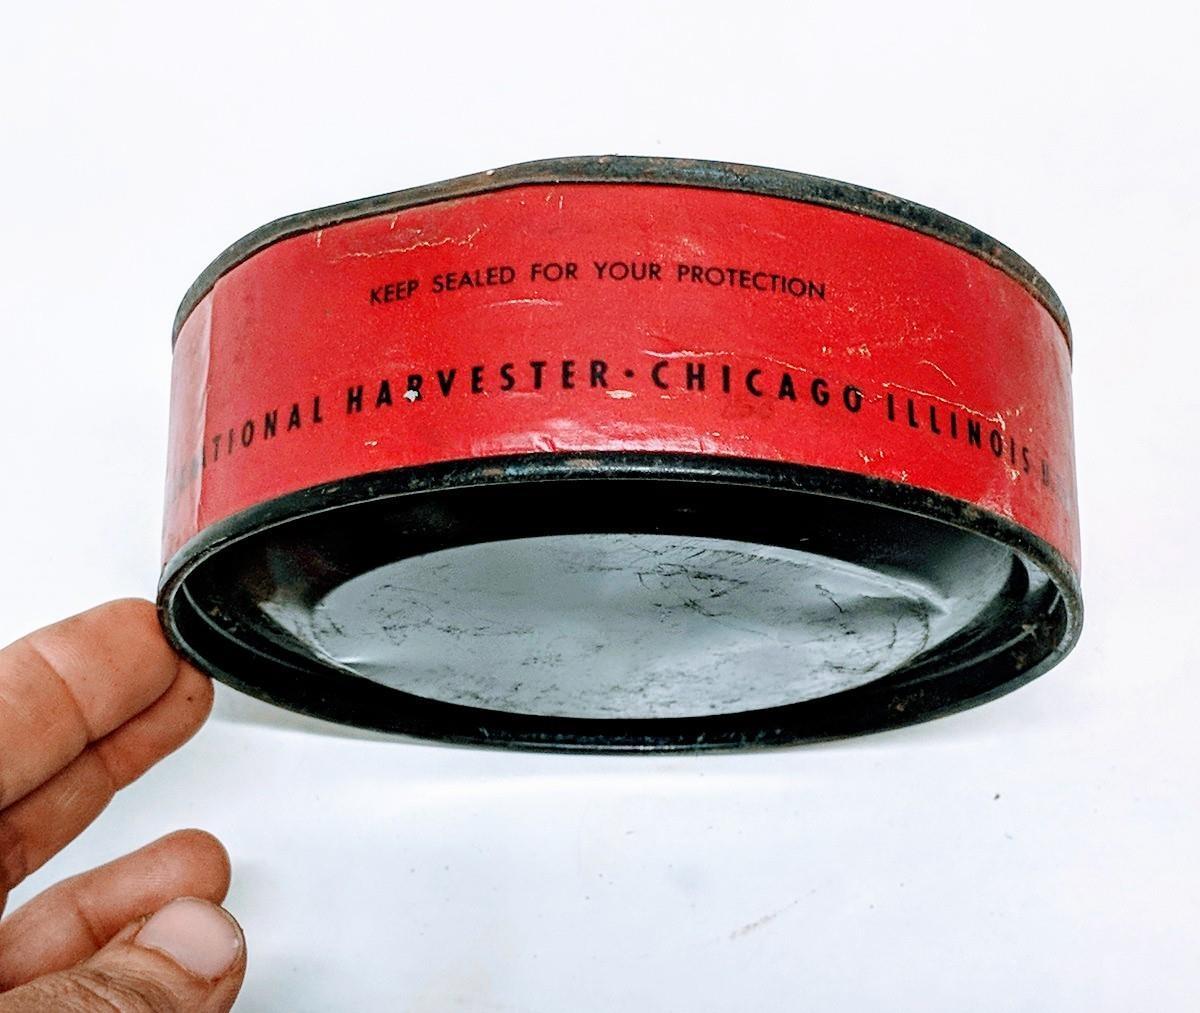 KEEP SEALED FOR YOUR PROTECTION
NATIONAL HARVESTER · CHICAGO ILLINOIS